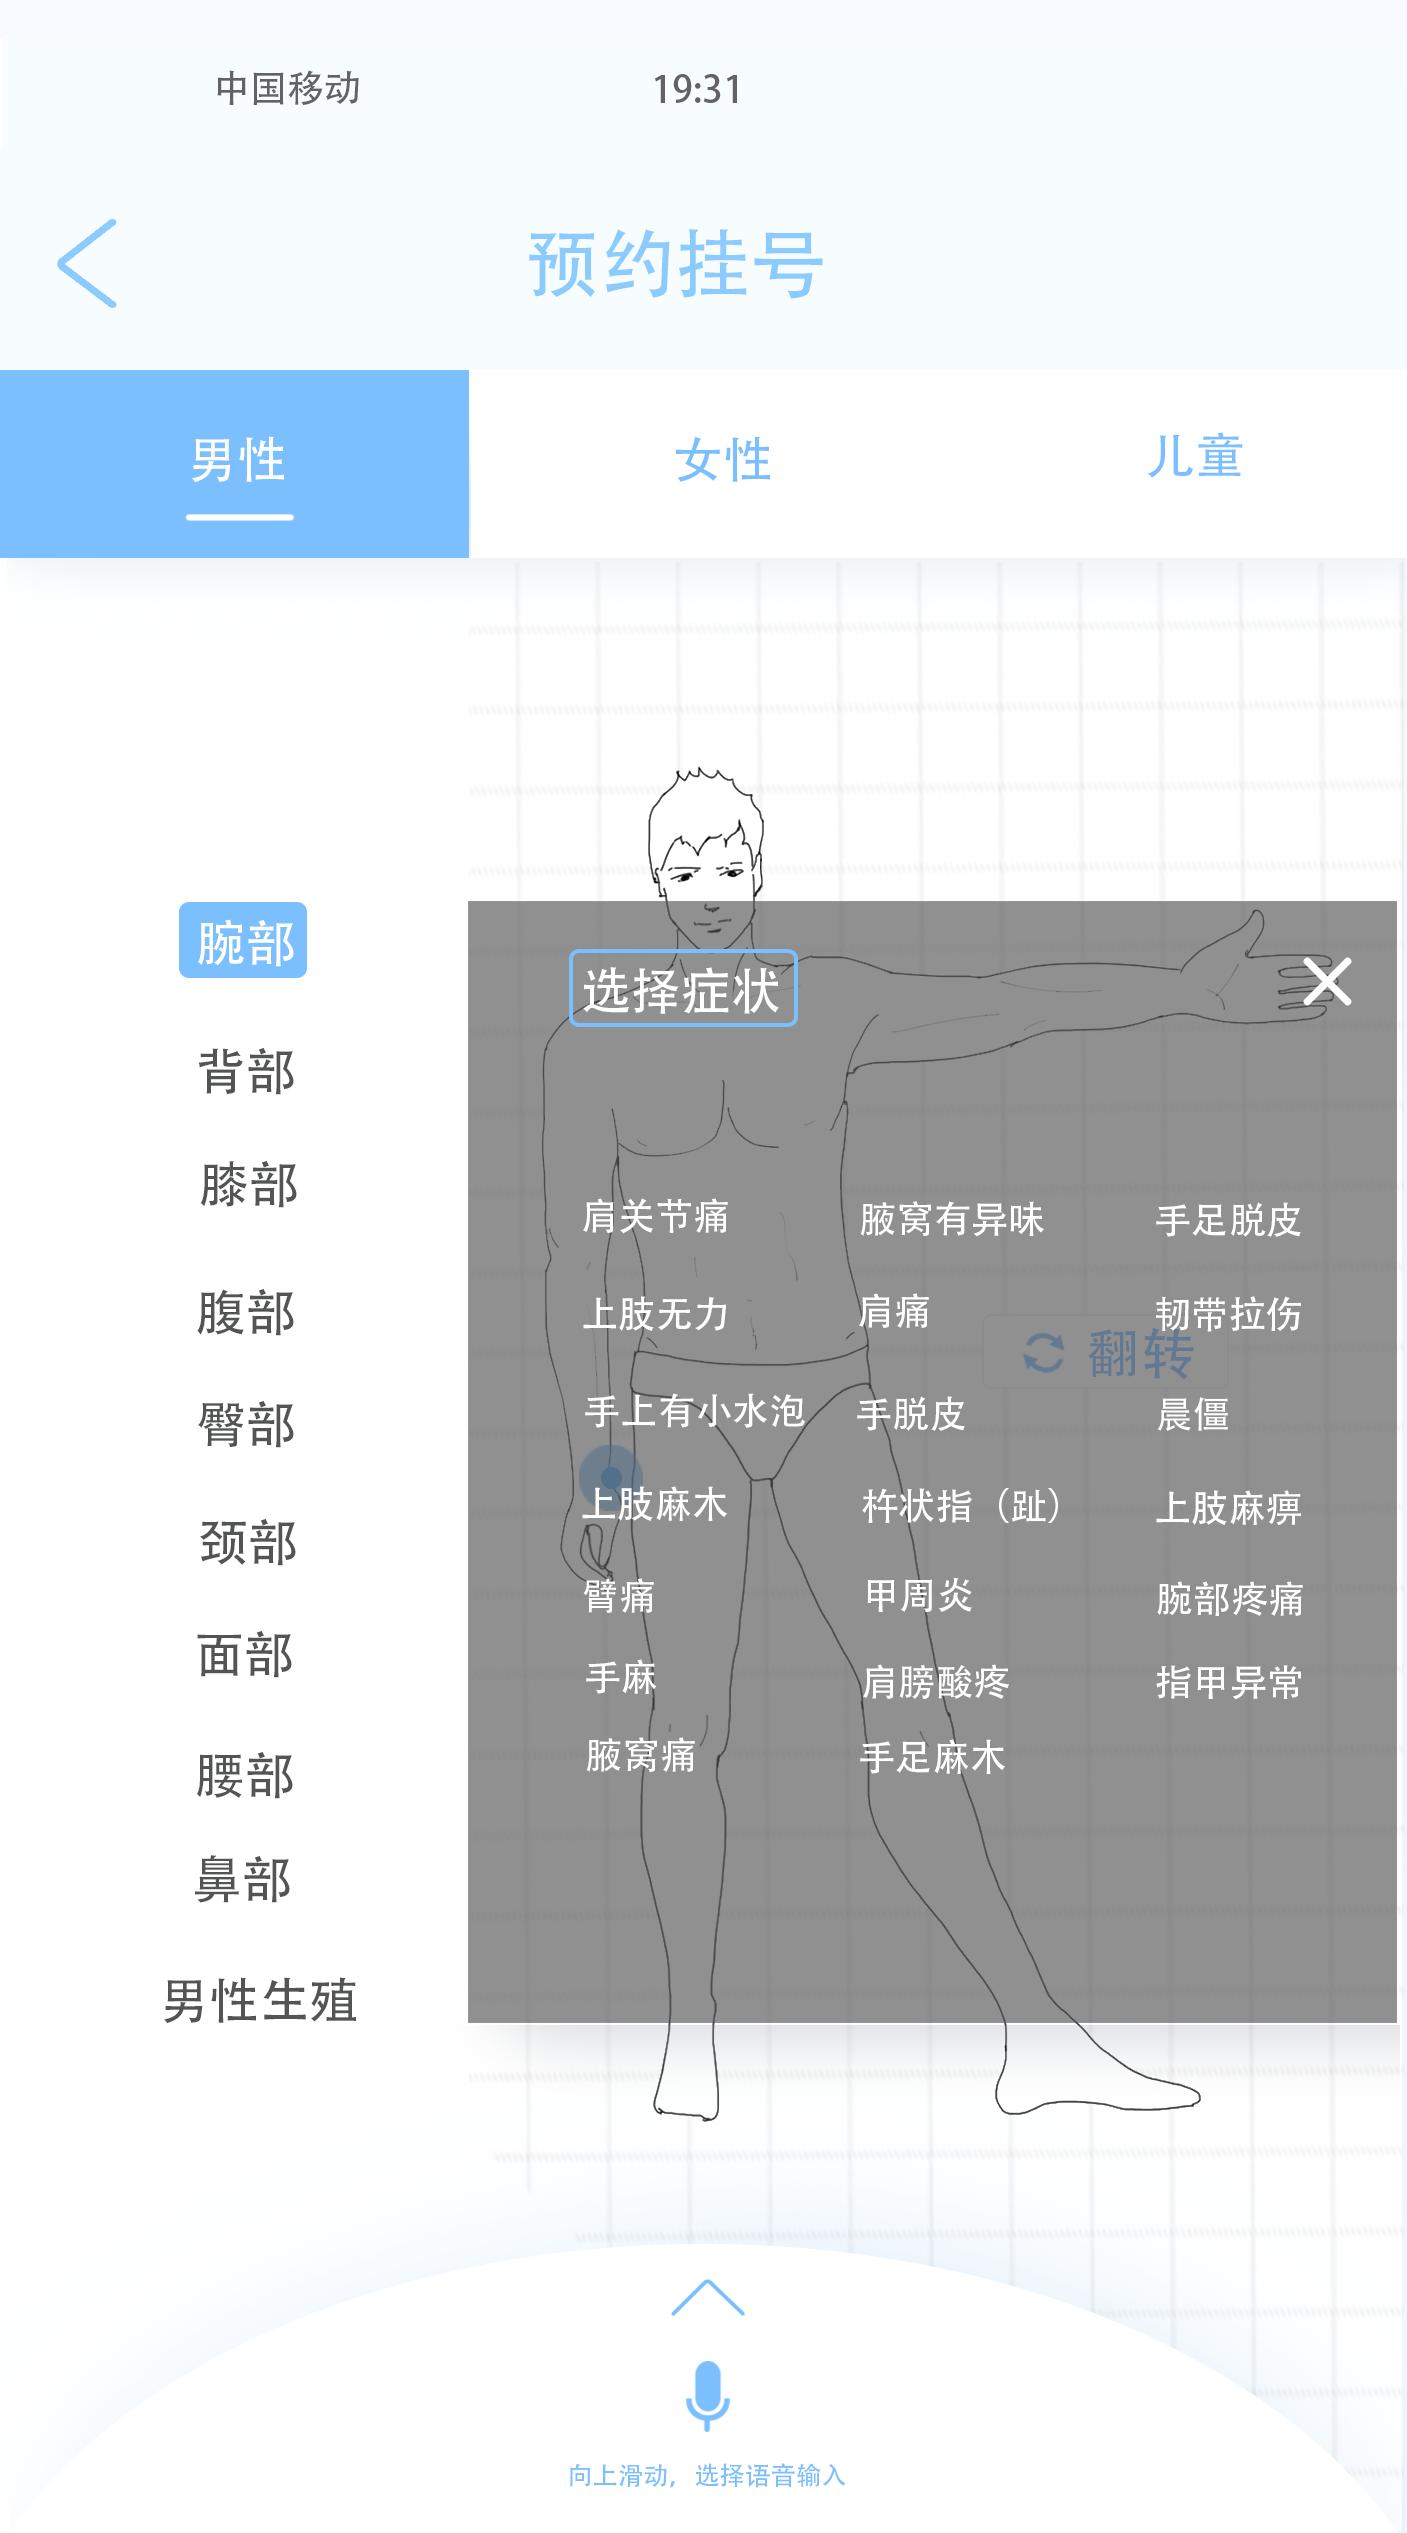 中国移动 19:31
预约挂号
男性 女性 儿童
腕部
背部
膝部
腹部
臀部
颈部
面部
腰部
鼻部
男性生殖
选择症状
肩关节痛 腋窝有异味 手足脱皮
上肢无力 肩痛 韧带拉伤
翻转
手上有小水泡 手脱皮 晨僵
上肢麻木 杵状指（趾） 上肢麻痹
臂痛 甲周炎 腕部疼痛
手麻 肩膀酸疼 指甲异常
腋窝痛 手足麻木
向上滑动，选择语音输入